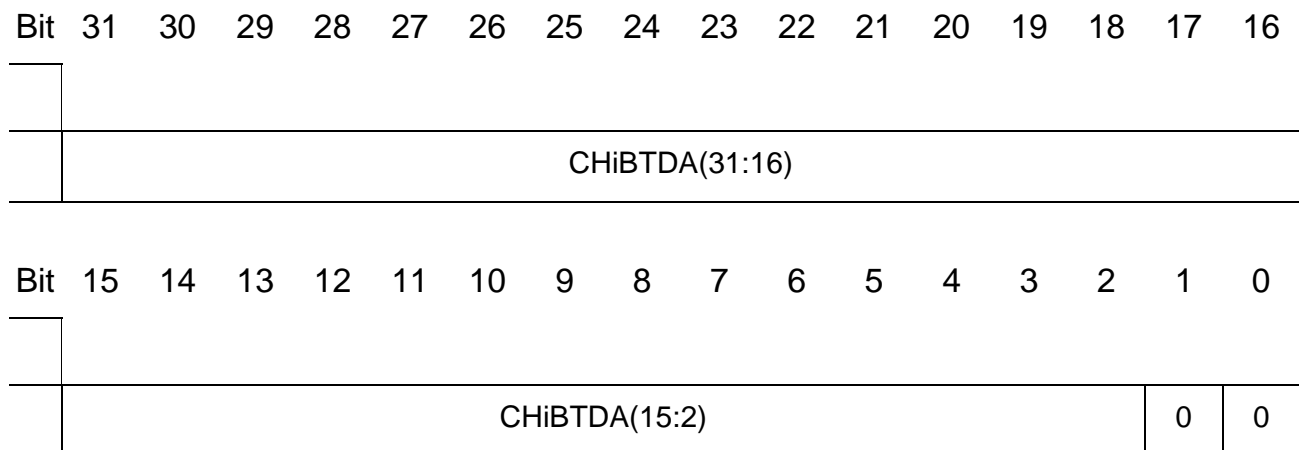 Bit 31 30 29 28 27 26 25 24 23 22 21 20 19 18 17 16
CHiBTDA(31:16)
Bit 15 14 13 12 11 10 9 8 7 6 5 4 3 2 1 0
CHiBTDA(15:2) 0 0